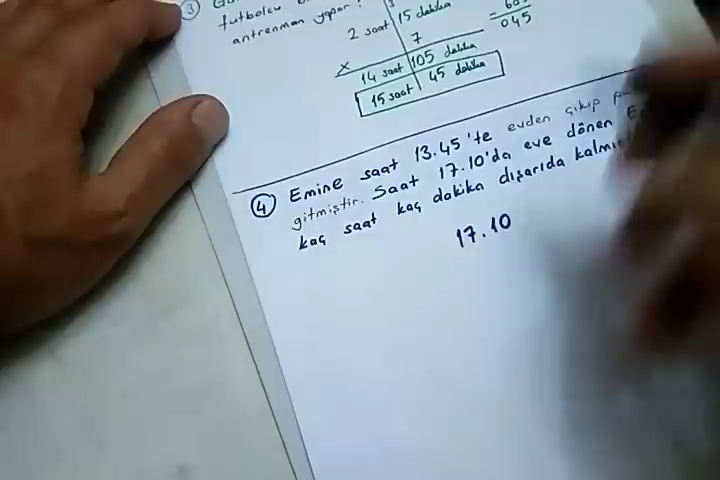 3
futbolcu
antrenman yapar?
2 saat 15 dakika
7
x
14 saat 105 dakika
15 saat 45 dakika
60
045
4 Emine saat 13.45'te evden çıkıp
gitmiştir. Saat 17.10'da eve dönen
kaç saat kaç dakika dışarıda
17.10